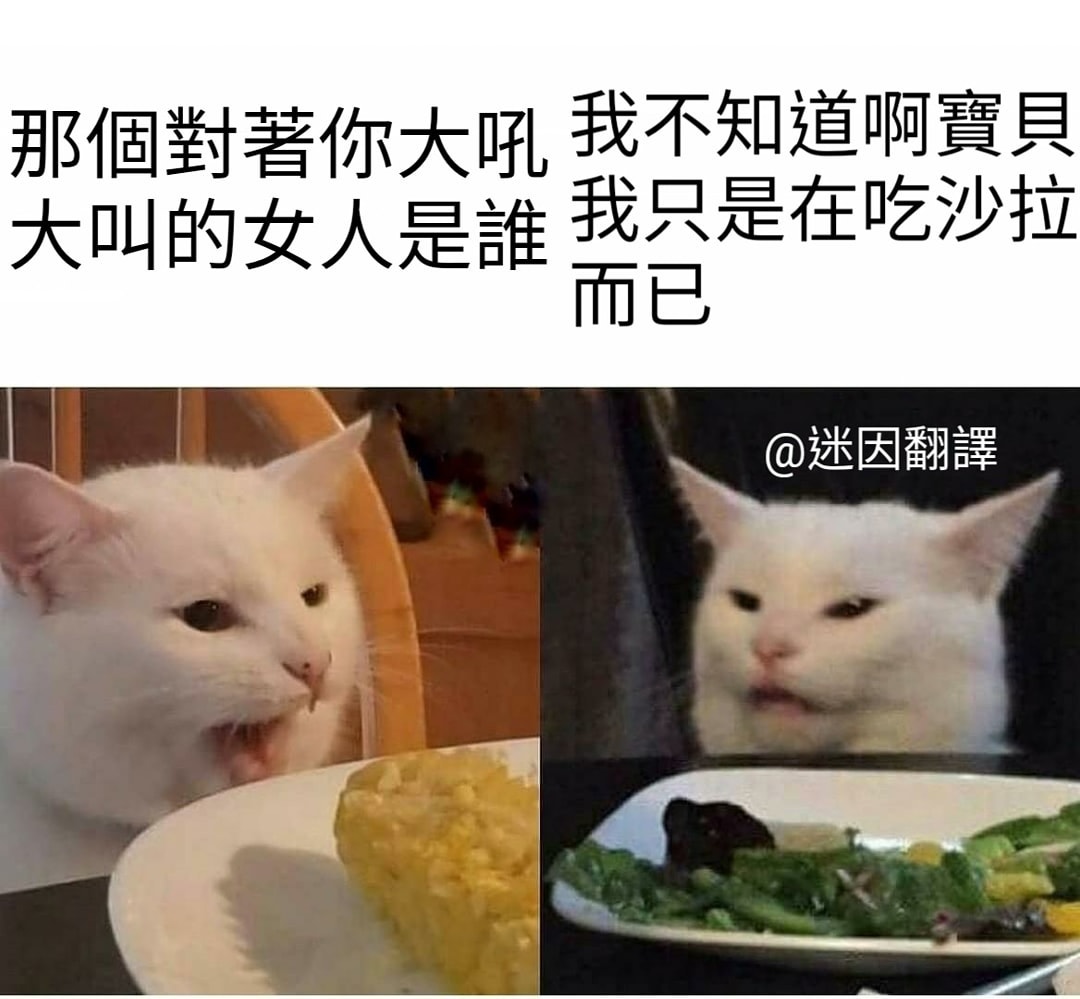 那個對著你大吼
大叫的女人是誰
我不知道啊寶貝
我只是在吃沙拉
而已
@迷因翻譯